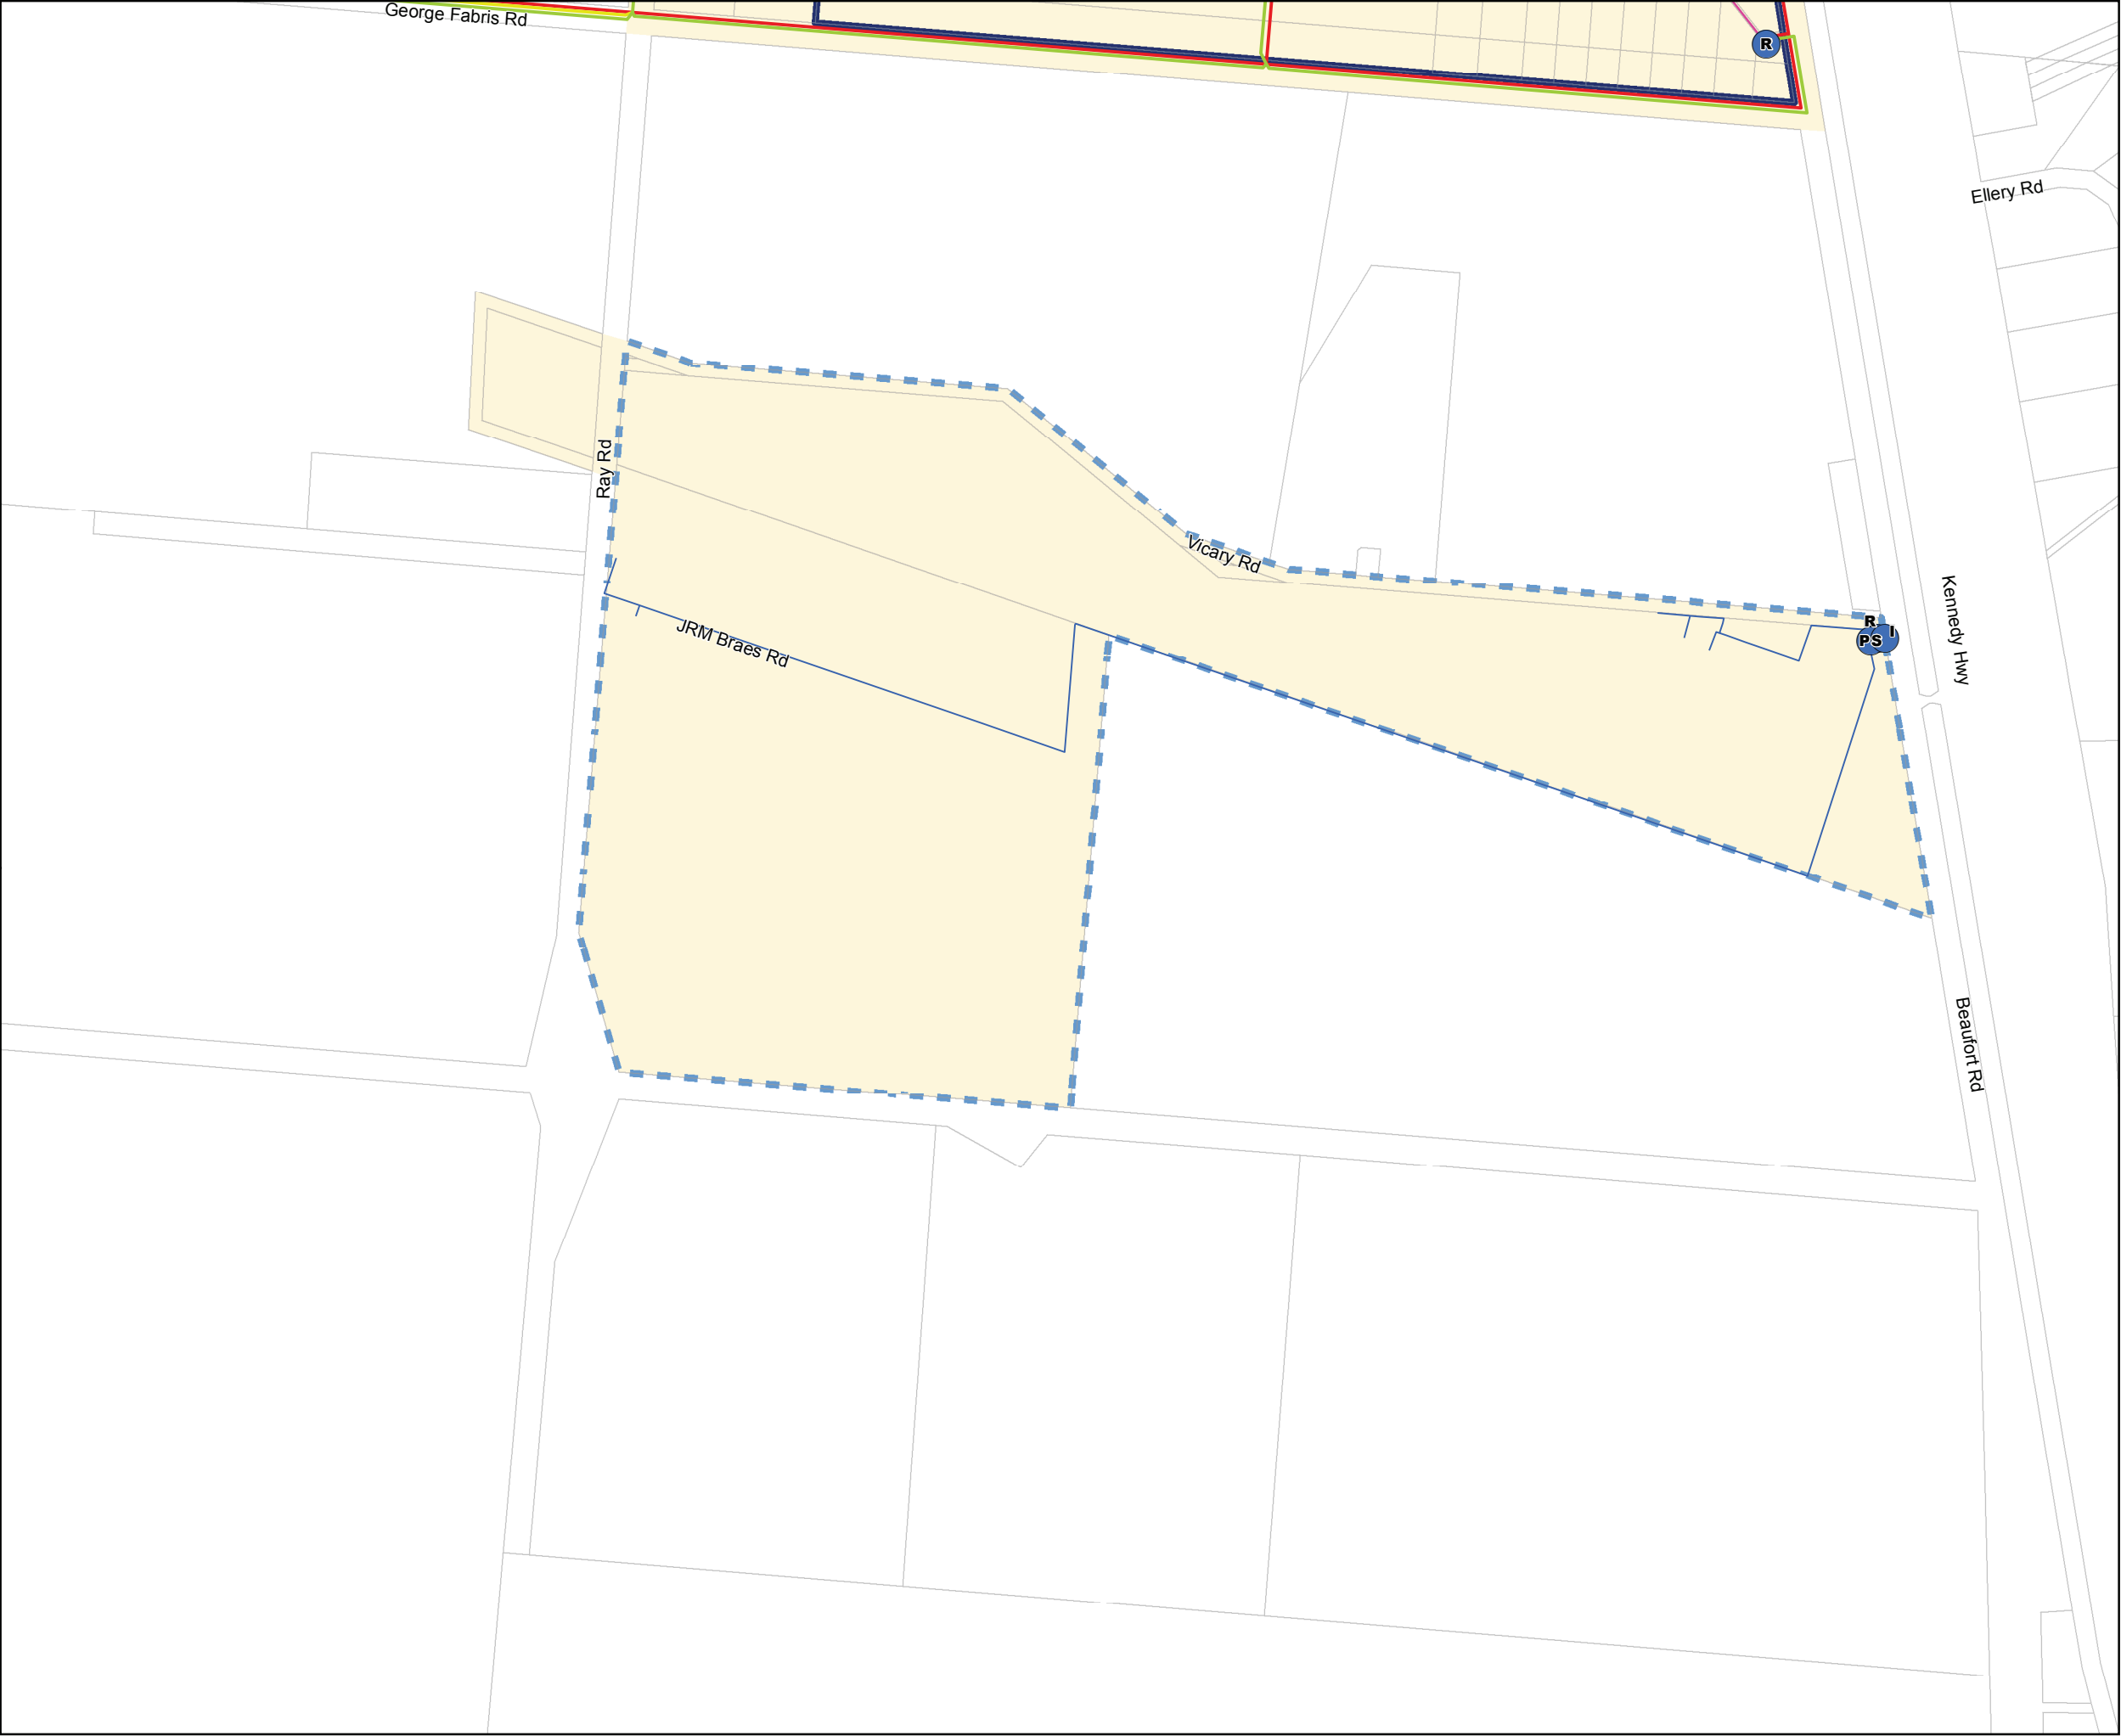 George Fabris Rd
R
Ellery Rd
Ray Rd
Vicary Rd
JRM Braes Rd
R
I
PS
Kennedy Hwy
Beaufort Rd